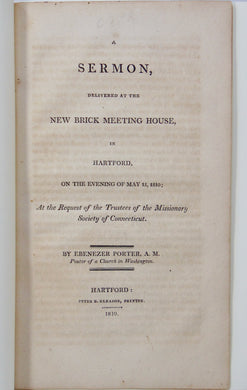 A
SERMON,
DELIVERED AT THE
NEW BRICK MEETING HOUSE,
IN
HARTFORD,
ON THE EVENING OF MAY 15, 1810;
At the Request of the Trustees of the Missionary
Society of Connecticut.
BY EBENEZER PORTER, A. M.
Pastor of a Church in Washington.
HARTFORD:
PETER B. GLEASON, PRINTER.
1810.